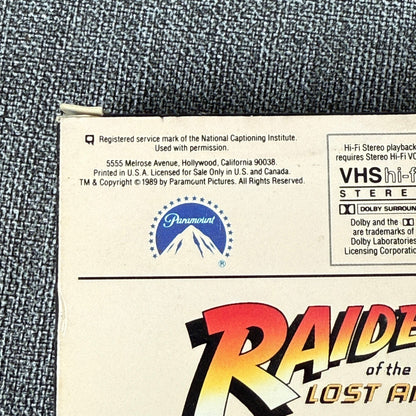 Registered service mark of the National Captioning Institute.
Used with permission.
5555 Melrose Avenue, Hollywood, California 90038.
Printed in U.S.A. Licensed for Sale Only in U.S. and Canada.
TM & Copyright © 1989 by Paramount Pictures. All Rights Reserved.
Paramount
®
Hi-Fi Stereo playback
requires Stereo Hi-Fi
VHS hi-f
STERE
DOLBY SURROUN
Dolby and the
are trademarks of
Dolby Laboratories
Licensing Corporatio
RAIDE
of the
LOST A